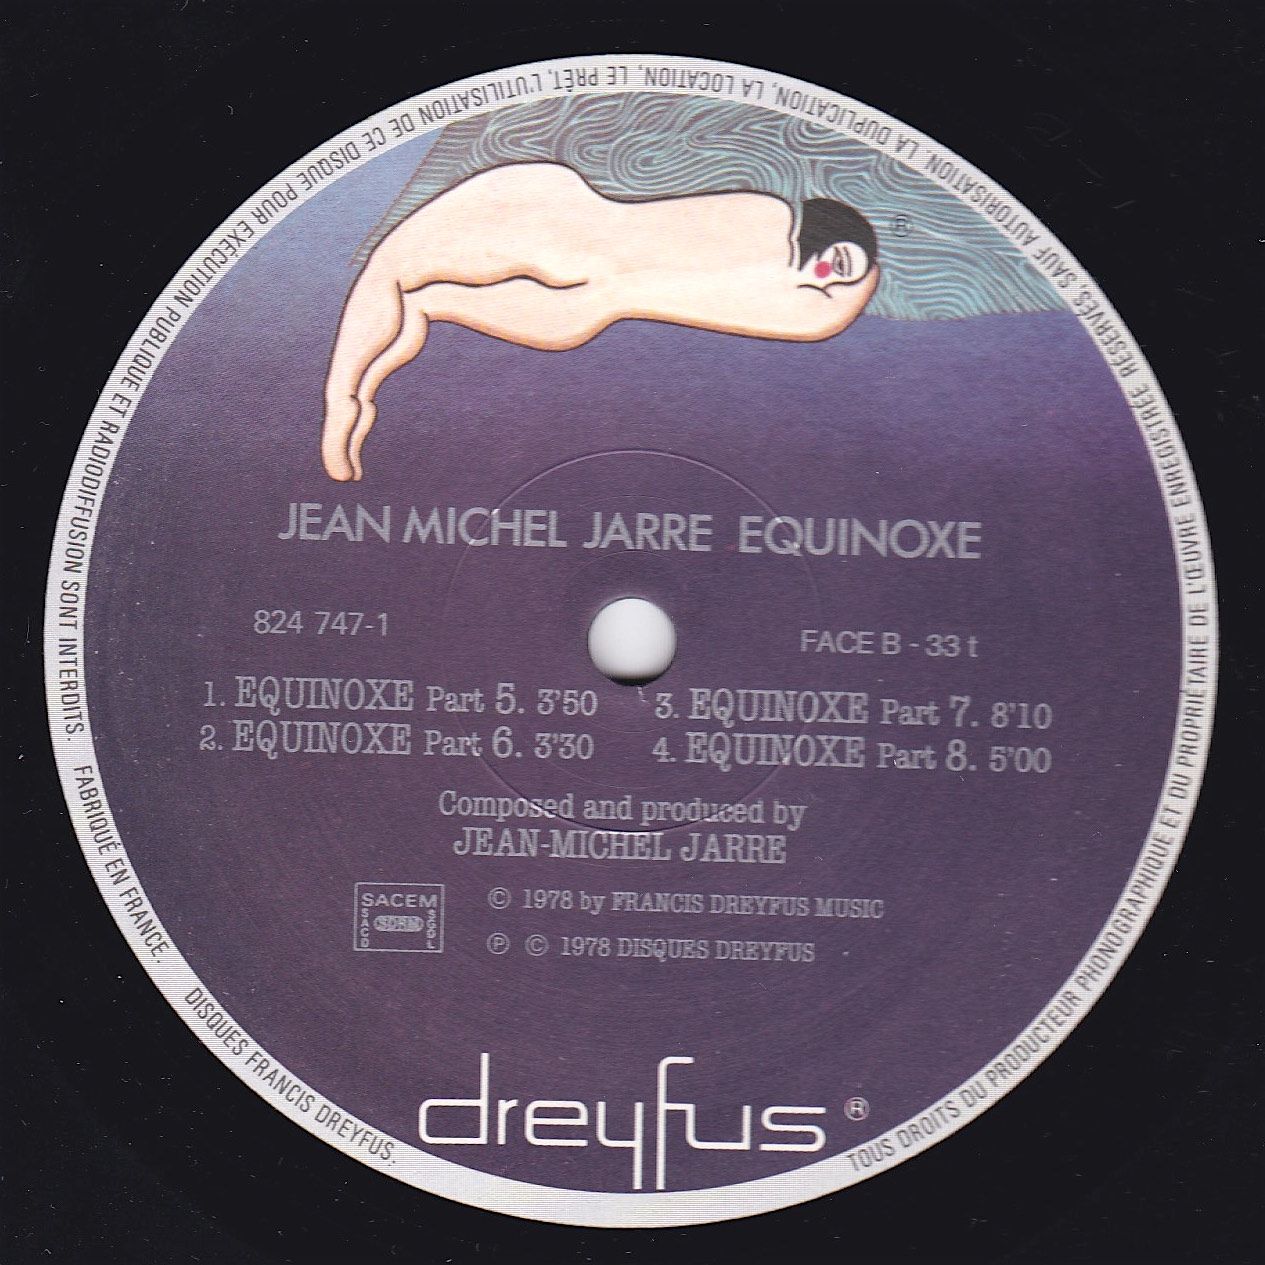 TOUS DROITS DU PRODUCTEUR PHONOGRAPHIQUE ET DU PROPRIÉTAIRE DE L'ŒUVRE ENREGISTRÉE RÉSERVÉS, SAUF AUTORISATION, LA DUPLICATION, LA LOCATION, LE PRÊT, L'UTILISATION DE CE DISQUE POUR EXÉCUTION PUBLIQUE ET RADIODIFFUSION SONT INTERDITS. FABRIQUÉ EN FRANCE. DISQUES FRANCIS DREYFUS.
®
JEAN MICHEL JARRE EQUINOXE
824 747-1
FACE B - 33 t
1. EQUINOXE Part 5. 3'50
2. EQUINOXE Part 6. 3'30
3. EQUINOXE Part 7. 8'10
4. EQUINOXE Part 8. 5'00
Composed and produced by
JEAN-MICHEL JARRE
SACEM
SACD
SDRM
SGDL
© 1978 by FRANCIS DREYFUS MUSIC
℗ © 1978 DISQUES DREYFUS
dreyfus ®